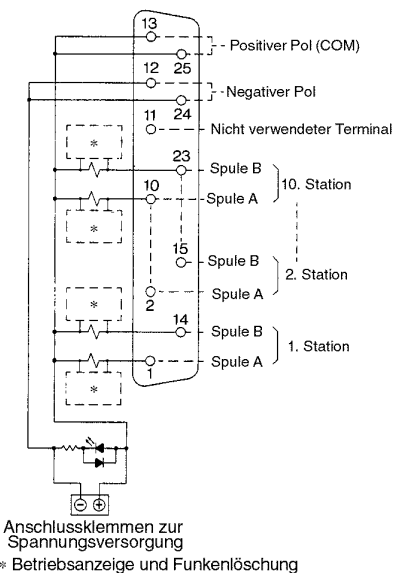 13
Positiver Pol (COM)
12 25
Negativer Pol
24
11
Nicht verwendeter Terminal
*
23
Spule B
10. Station
10
Spule A
*
15
Spule B
2. Station
2
Spule A
*
14
Spule B
1. Station
Spule A
1
*
⊖ ⊕
Anschlussklemmen zur
Spannungsversorgung
* Betriebsanzeige und Funkenlöschung